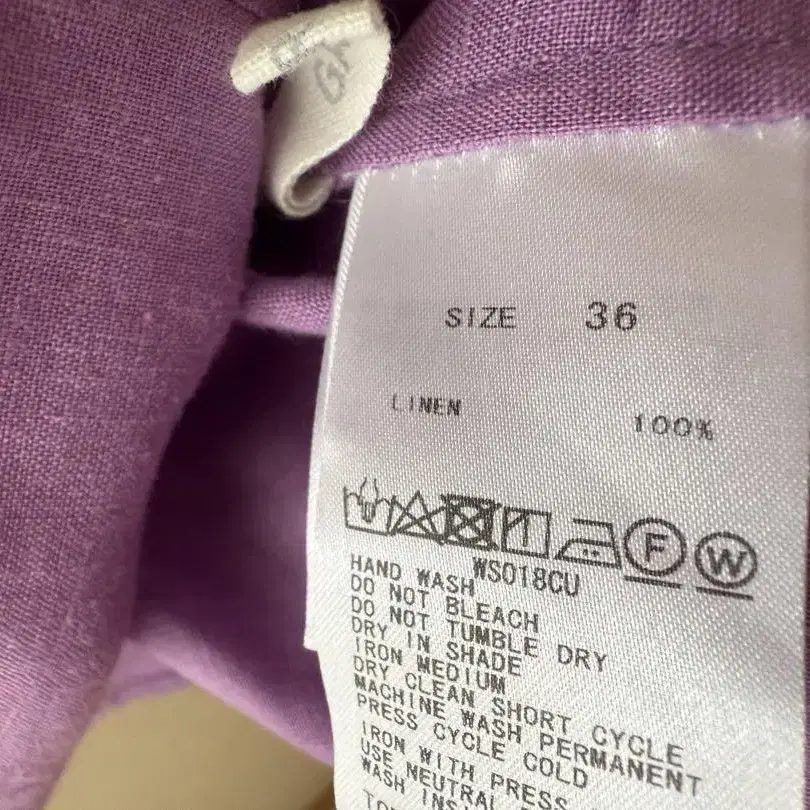 SIZE 36
LINEN 100%
F W
WS018CU
HAND WASH
DO NOT BLEACH
DO NOT TUMBLE DRY
DRY IN SHADE
IRON MEDIUM
DRY CLEAN SHORT CYCLE
MACHINE WASH PERMANENT
PRESS CYCLE COLD
IRON WITH PRESS
USE NEUTRAL
WASH